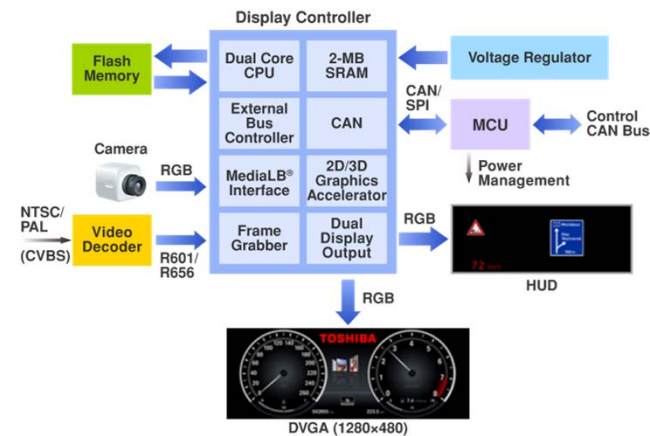 Display Controller
Flash
Memory
Dual Core
CPU
2-MB
SRAM
Voltage Regulator
External
Bus
Controller
CAN
CAN/
SPI
MCU
Control
CAN Bus
Camera
RGB
MediaLB®
Interface
2D/3D
Graphics
Accelerator
Power
Management
NTSC/
PAL
(CVBS)
Video
Decoder
R601/
R656
Frame
Grabber
Dual
Display
Output
RGB
72
HUD
RGB
TOSHIBA
DVGA (1280×480)